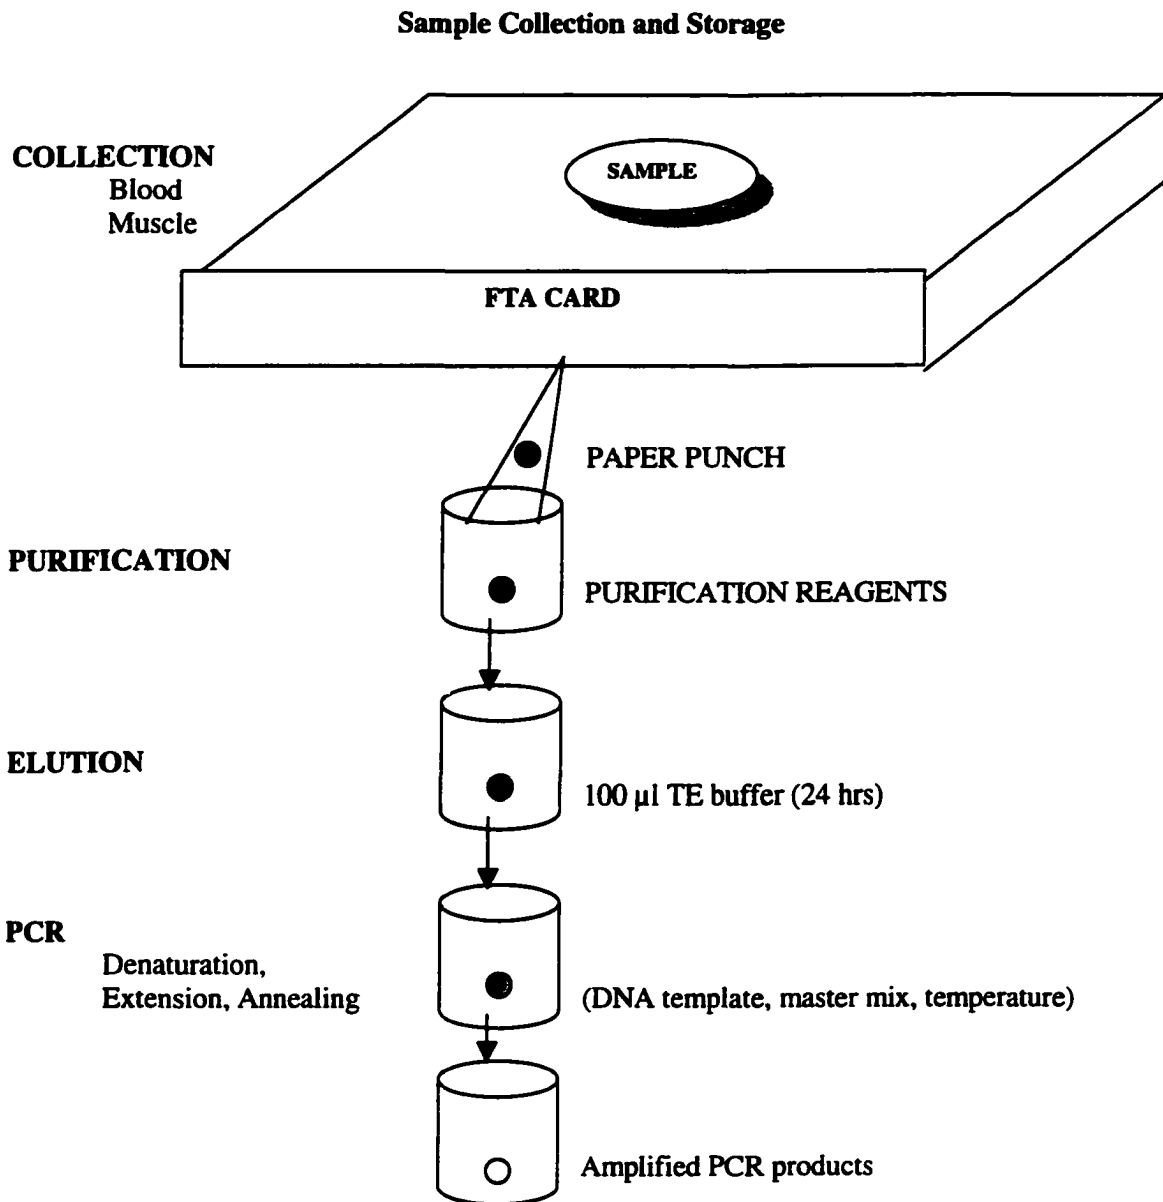 Sample Collection and Storage
COLLECTION
Blood
Muscle
SAMPLE
FTA CARD
PAPER PUNCH
PURIFICATION
PURIFICATION REAGENTS
ELUTION
100 µl TE buffer (24 hrs)
PCR
Denaturation,
Extension, Annealing
(DNA template, master mix, temperature)
Amplified PCR products